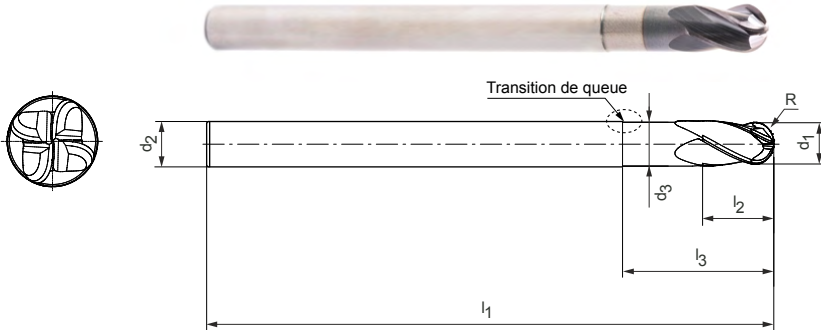 Transition de queue
R
d2
d1
d3
l2
l3
l1